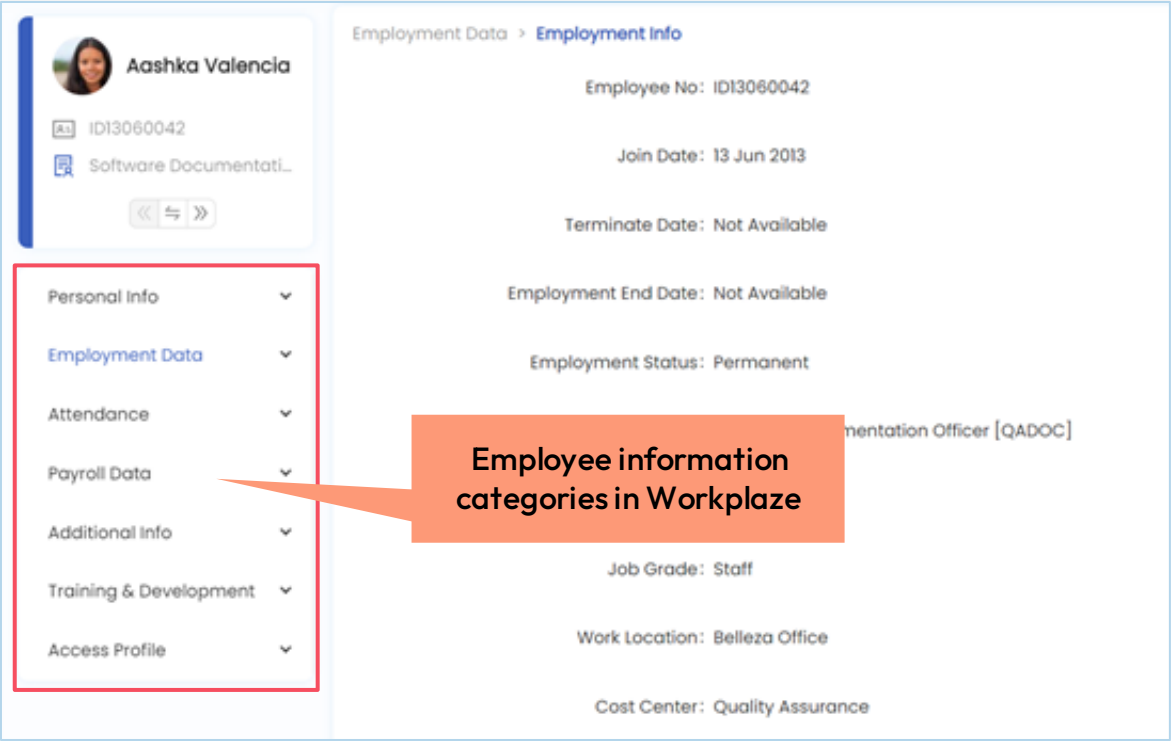 Aashka Valencia
ID13060042
Software Documentati...
Personal Info
Employment Data
Attendance
Payroll Data
Additional Info
Training & Development
Access Profile
Employment Data > Employment Info
Employee No: ID13060042
Join Date: 13 Jun 2013
Terminate Date: Not Available
Employment End Date: Not Available
Employment Status: Permanent
Officer [QADOC]
Employee information
categories in Workplaze
Job Grade: Staff
Work Location: Belleza Office
Cost Center: Quality Assurance